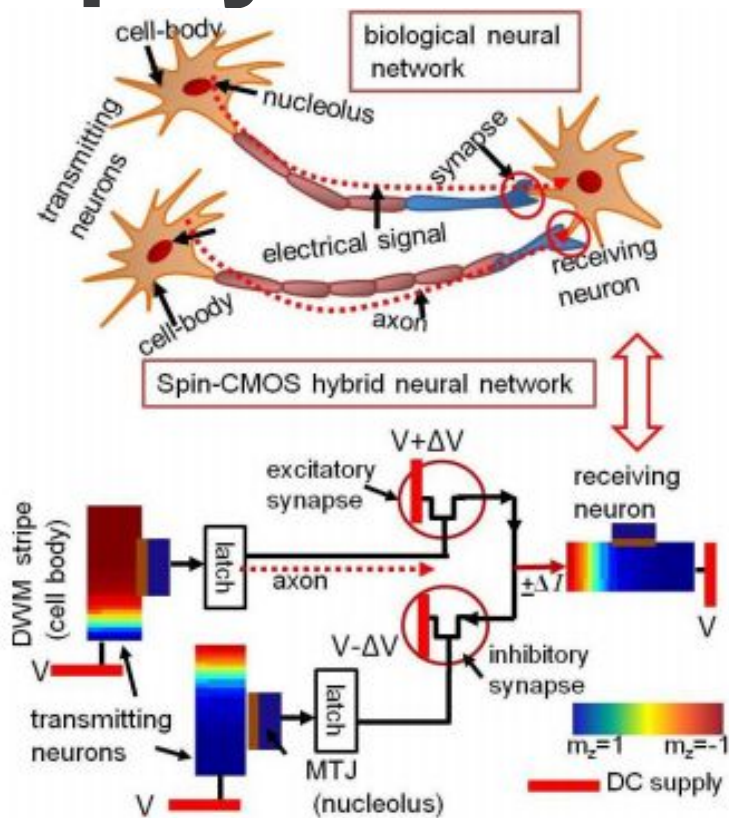 cell-body
biological neural
network
nucleolus
transmitting
neurons
synapse
electrical signal
receiving
neuron
axon
cell-body
Spin-CMOS hybrid neural network
V+ΔV
excitatory
synapse
receiving
neuron
DWM stripe
(cell body)
latch
axon
±ΔI
V
V
V-ΔV
inhibitory
synapse
transmitting
neurons
latch
MTJ
(nucleolus)
V
m_z=1
m_z=-1
DC supply